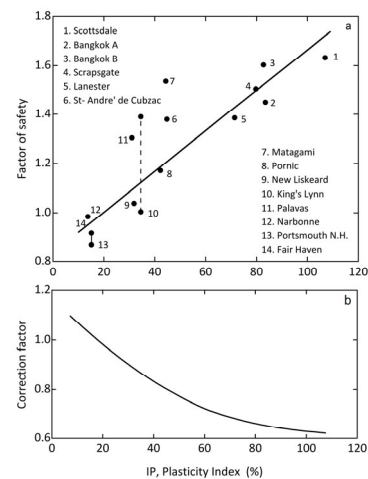 a
1. Scottsdale
2. Bangkok A
3. Bangkok B
4. Scrapsgate
5. Lanester
6. St- Andre' de Cubzac
7. Matagami
8. Pornic
9. New Liskeard
10. King's Lynn
11. Palavas
12. Narbonne
13. Portsmouth N.H.
14. Fair Haven
1
2
3
4
5
6
7
8
9
10
11
12
13
14
Factor of safety
1.8
1.6
1.4
1.2
1.0
0.8
0 20 40 60 80 100 120
b
Correction factor
1.2
1.0
0.8
0.6
0 20 40 60 80 100 120
IP, Plasticity Index (%)